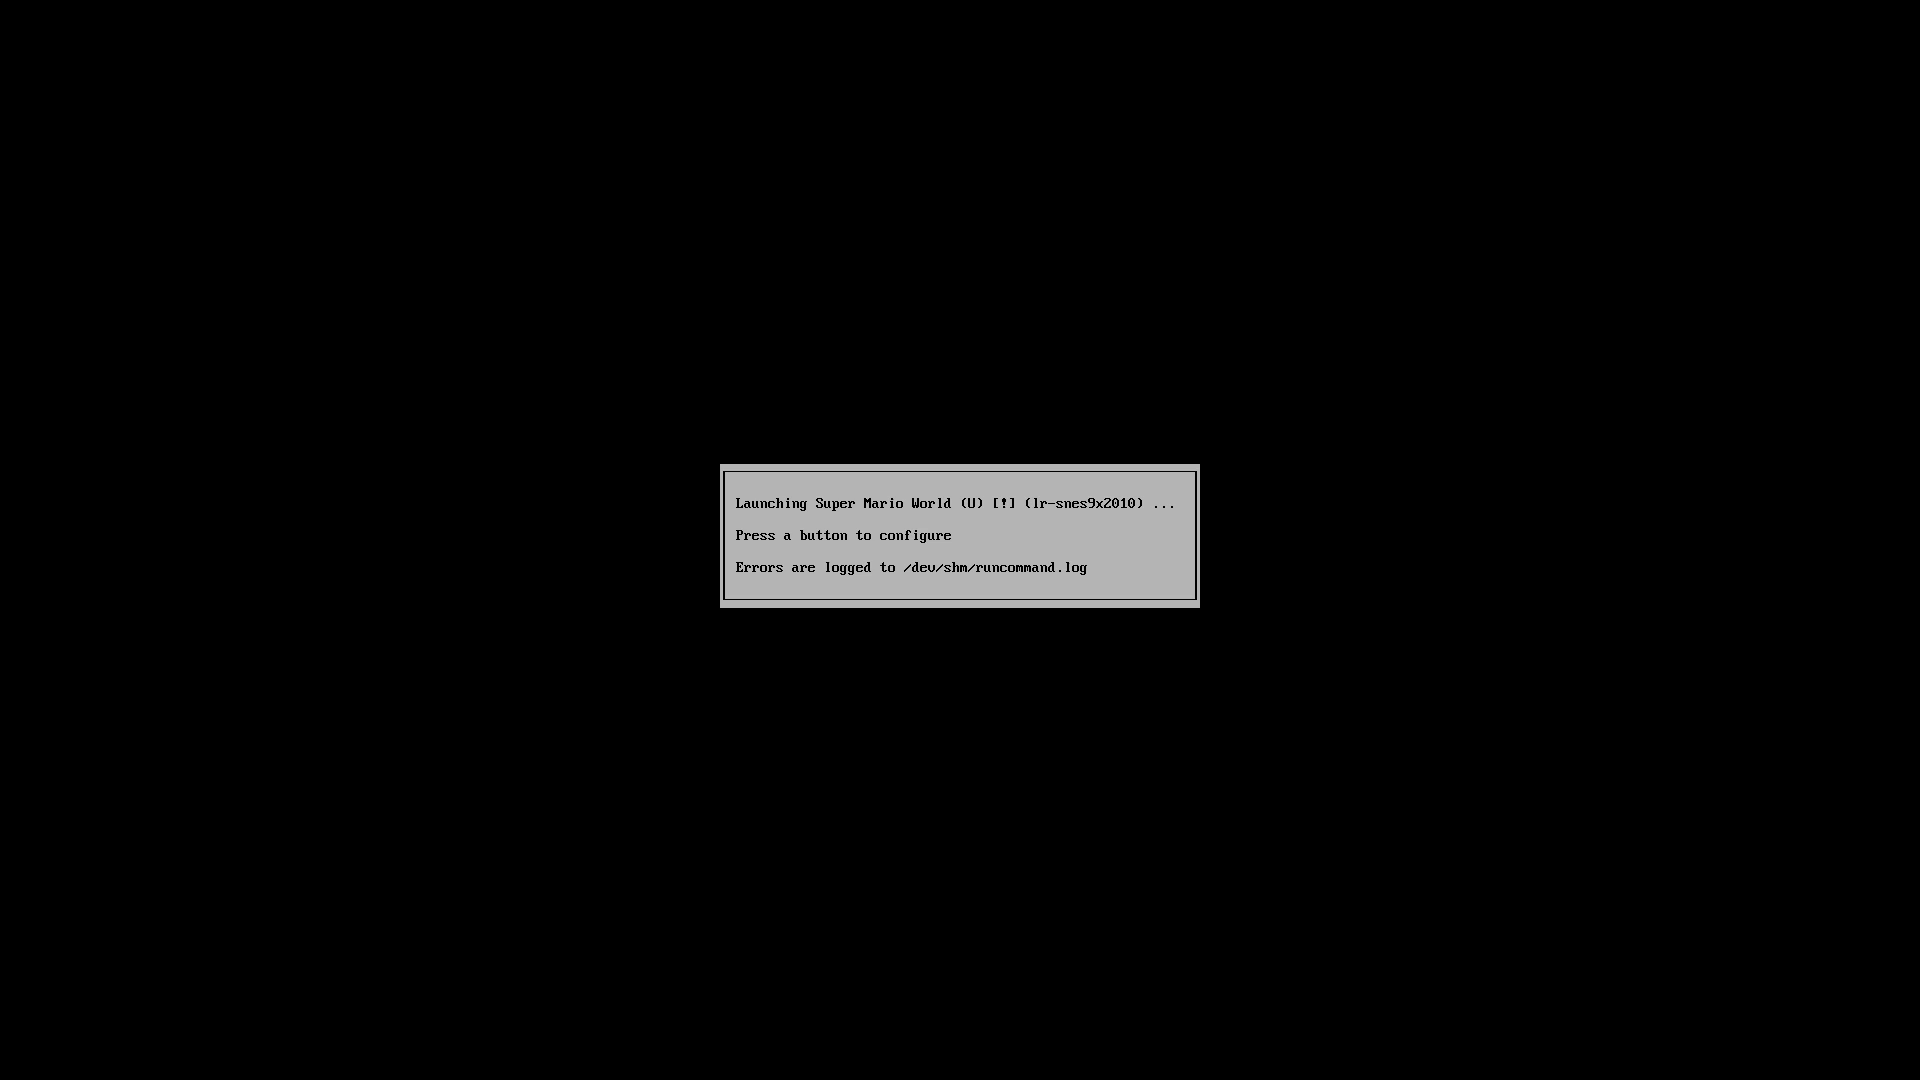 Launching Super Mario World (U) [!] (lr-snes9x2010) ...
Press a button to configure
Errors are logged to /dev/shm/runcommand.log